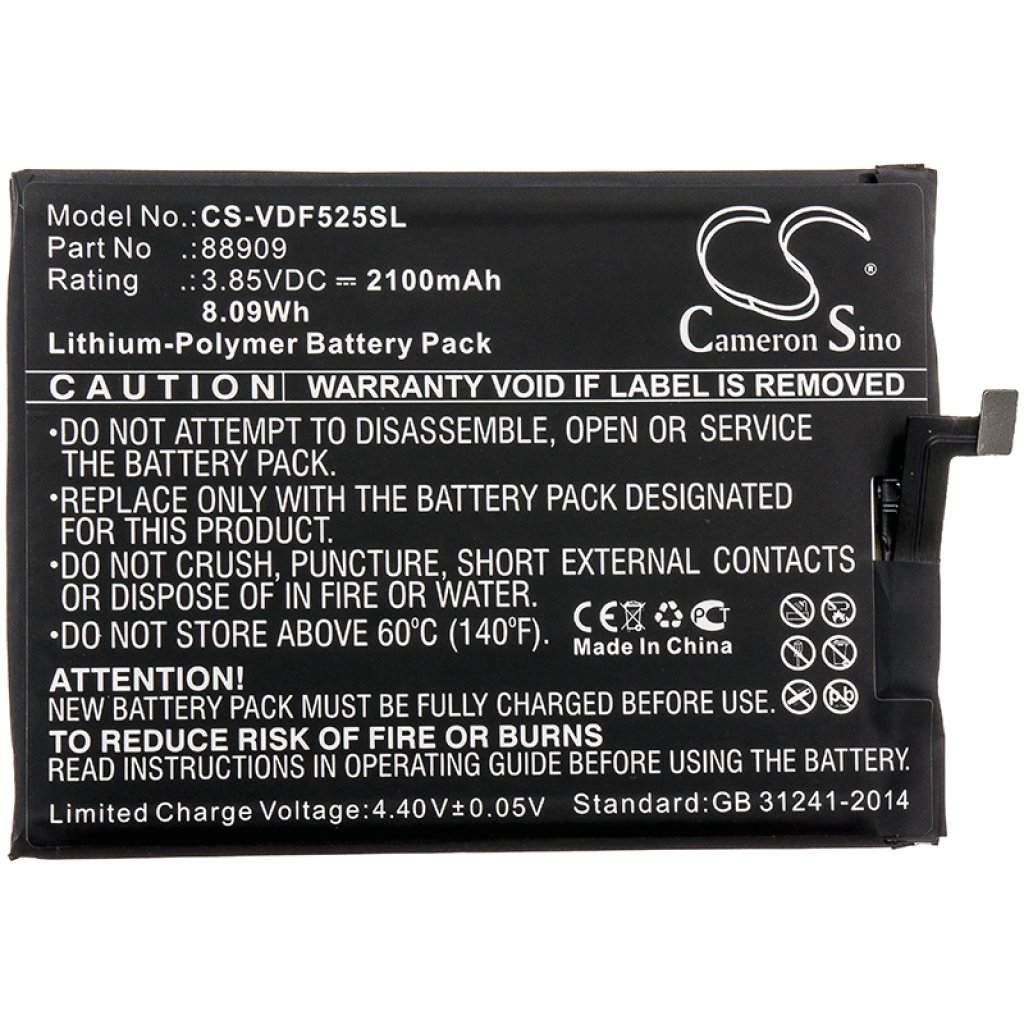 Model No.: CS-VDF525SL
Part No .: 88909
Rating .: 3.85VDC ⎓ 2100mAh
8.09Wh
Lithium-Polymer Battery Pack
CS ®
Cameron Sino
CAUTION | WARRANTY VOID IF LABEL IS REMOVED
•DO NOT ATTEMPT TO DISASSEMBLE, OPEN OR SERVICE
THE BATTERY PACK.
•REPLACE ONLY WITH THE BATTERY PACK DESIGNATED
FOR THIS PRODUCT.
•DO NOT CRUSH, PUNCTURE, SHORT EXTERNAL CONTACTS
OR DISPOSE OF IN FIRE OR WATER.
•DO NOT STORE ABOVE 60°C (140°F).
CE PCT
Made In China
Pb
ATTENTION!
NEW BATTERY PACK MUST BE FULLY CHARGED BEFORE USE.
TO REDUCE RISK OF FIRE OR BURNS
READ INSTRUCTIONS IN OPERATING GUIDE BEFORE USING THE BATTERY.
Limited Charge Voltage:4.40V±0.05V Standard:GB 31241-2014